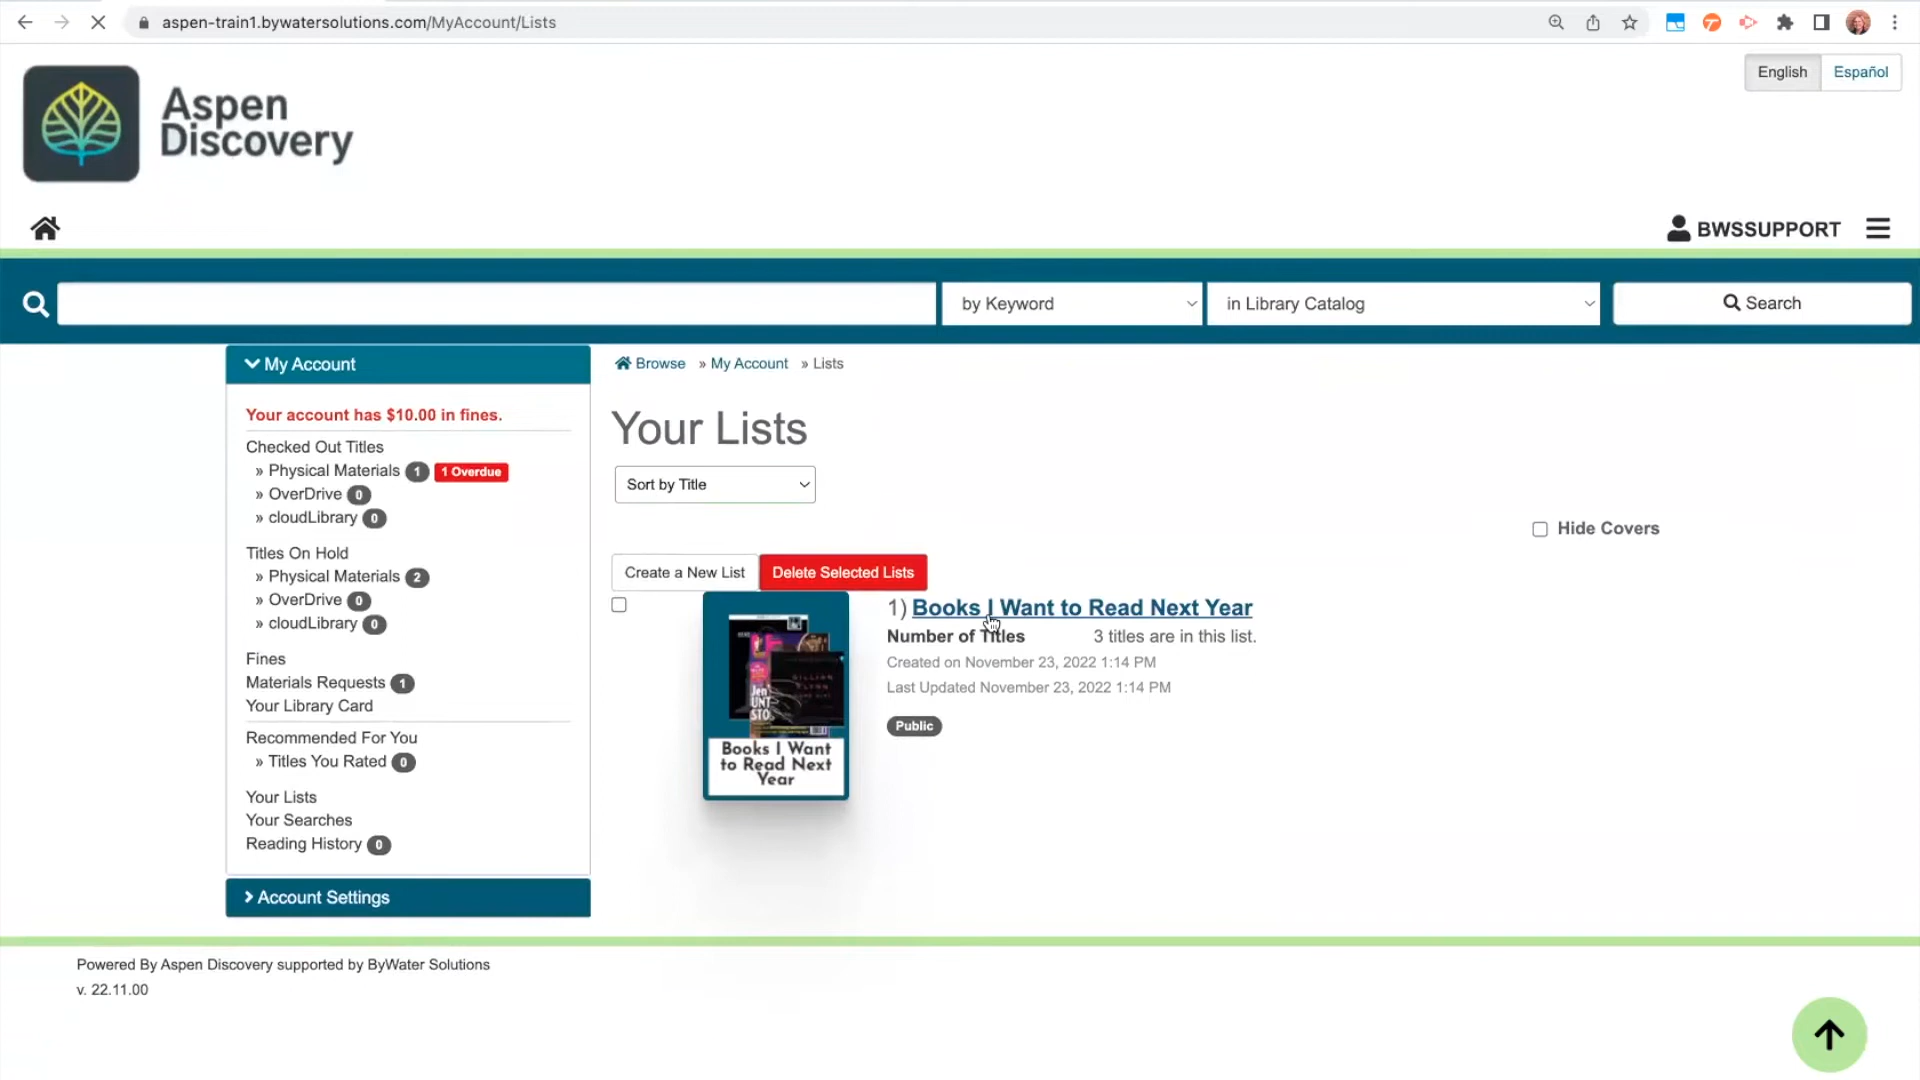 aspen-train1.bywatersolutions.com/MyAccount/Lists
English Español
Aspen
Discovery
BWSSUPPORT
by Keyword in Library Catalog Search
My Account
Browse » My Account » Lists
Your account has $10.00 in fines.
Your Lists
Checked Out Titles
» Physical Materials 1 1 Overdue
» OverDrive 0
» cloudLibrary 0
Sort by Title
Hide Covers
Titles On Hold
» Physical Materials 2
» OverDrive 0
» cloudLibrary 0
Create a New List Delete Selected Lists
1) Books I Want to Read Next Year
Number of Titles 3 titles are in this list.
Created on November 23, 2022 1:14 PM
Last Updated November 23, 2022 1:14 PM
Public
Books I Want
to Read Next
Year
Fines
Materials Requests 1
Your Library Card
Recommended For You
» Titles You Rated 0
Your Lists
Your Searches
Reading History 0
Account Settings
Powered By Aspen Discovery supported by ByWater Solutions
v. 22.11.00